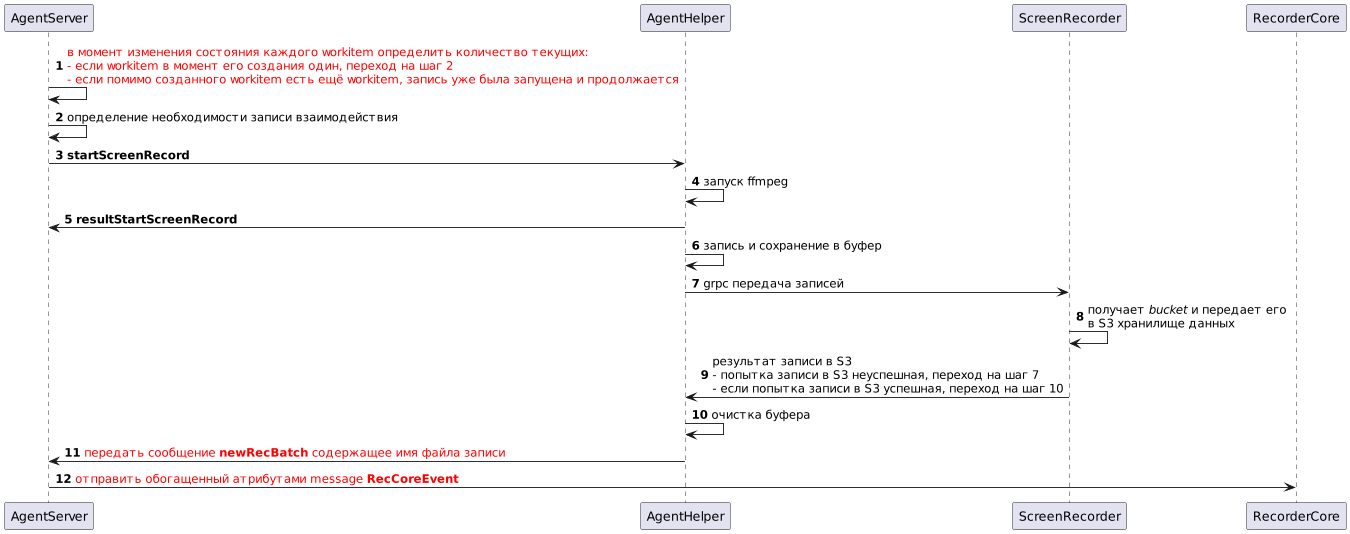 AgentServer
AgentHelper
ScreenRecorder
RecorderCore
в момент изменения состояния каждого workitem определить количество текущих:
1 - если workitem в момент его создания один, переход на шаг 2
- если помимо созданного workitem есть ещё workitem, запись уже была запущена и продолжается
2 определение необходимости записи взаимодействия
3 startScreenRecord
4 запуск ffmpeg
5 resultStartScreenRecord
6 запись и сохранение в буфер
7 grpc передача записей
получает bucket и передает его
8
в S3 хранилище данных
результат записи в S3
9 - попытка записи в S3 неуспешная, переход на шаг 7
- если попытка записи в S3 успешная, переход на шаг 10
10 очистка буфера
11 передать сообщение newRecBatch содержащее имя файла записи
12 отправить обогащенный атрибутами message RecCoreEvent
AgentServer
AgentHelper
ScreenRecorder
RecorderCore